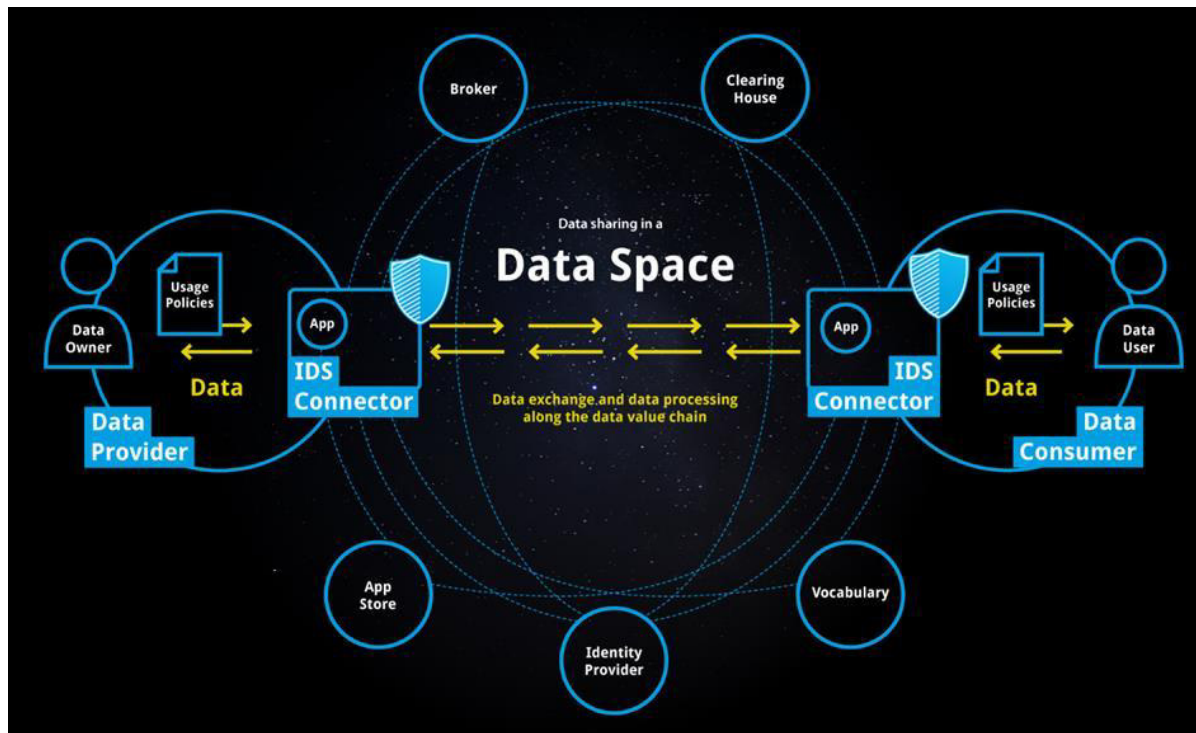 Broker
Clearing
House
Data sharing in a
Data Space
Usage
Policies
Data
Owner
App
Data
IDS
Connector
Data
Provider
Data exchange and data processing
along the data value chain
App
IDS
Connector
Usage
Policies
Data
User
Data
Data
Consumer
App
Store
Identity
Provider
Vocabulary